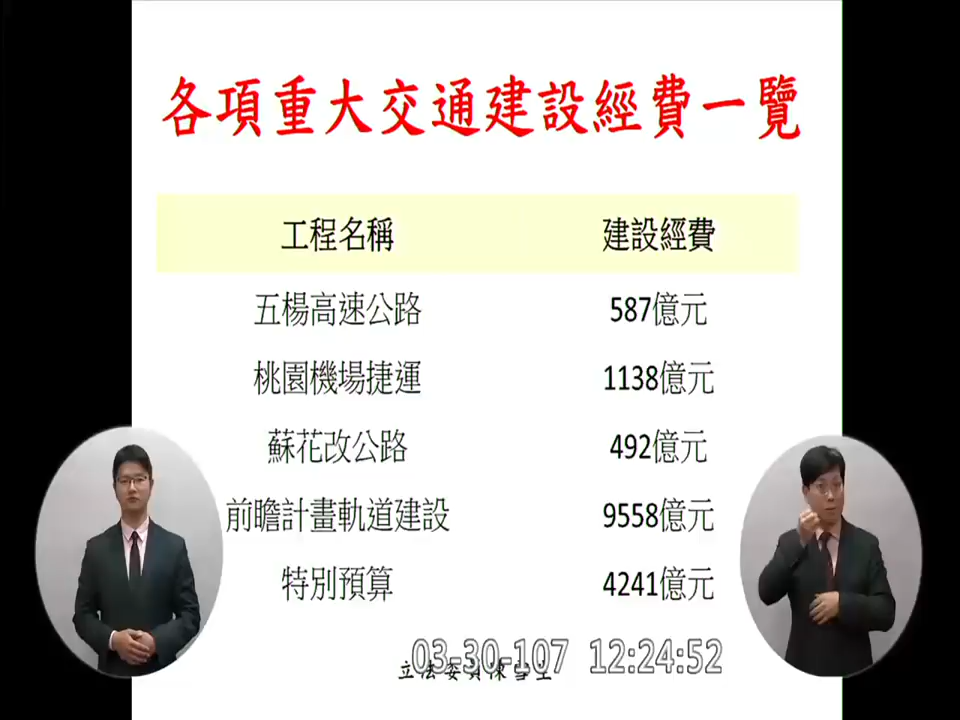 各項重大交通建設經費一覽
工程名稱 建設經費
五楊高速公路 587億元
桃園機場捷運 1138億元
蘇花改公路 492億元
前瞻計畫軌道建設 9558億元
特別預算 4241億元
03-30-107 12:24:52
立法委員陳雪生